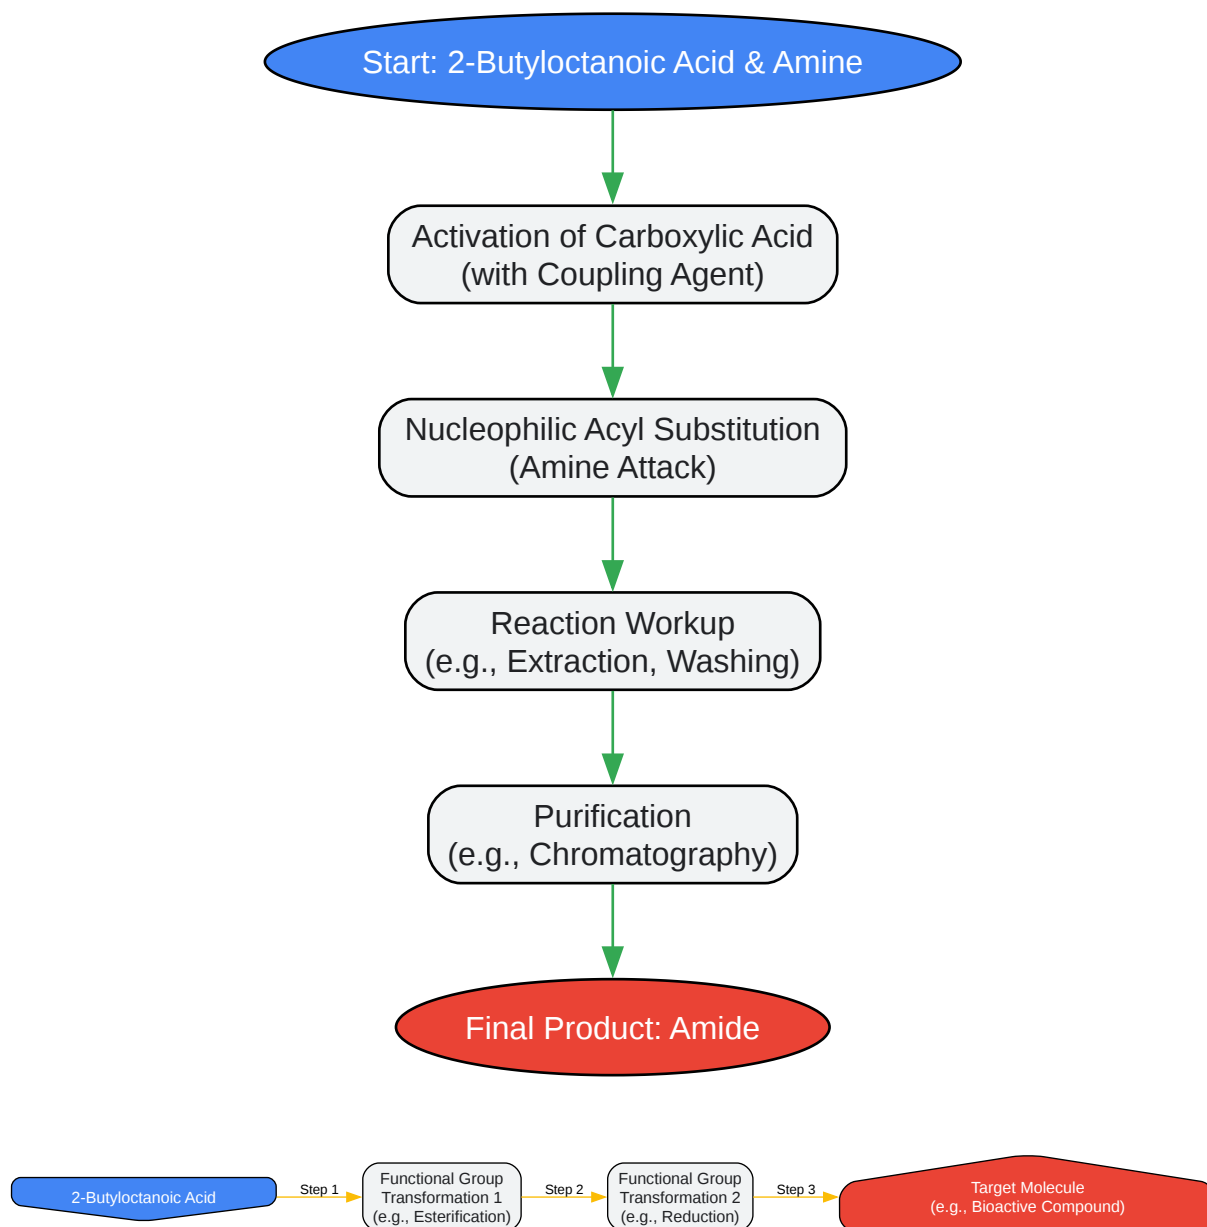 Start: 2-Butyloctanoic Acid & Amine
Activation of Carboxylic Acid
(with Coupling Agent)
Nucleophilic Acyl Substitution
(Amine Attack)
Reaction Workup
(e.g., Extraction, Washing)
Purification
(e.g., Chromatography)
Final Product: Amide
2-Butyloctanoic Acid
Step 1
Functional Group
Transformation 1
(e.g., Esterification)
Step 2
Functional Group
Transformation 2
(e.g., Reduction)
Step 3
Target Molecule
(e.g., Bioactive Compound)